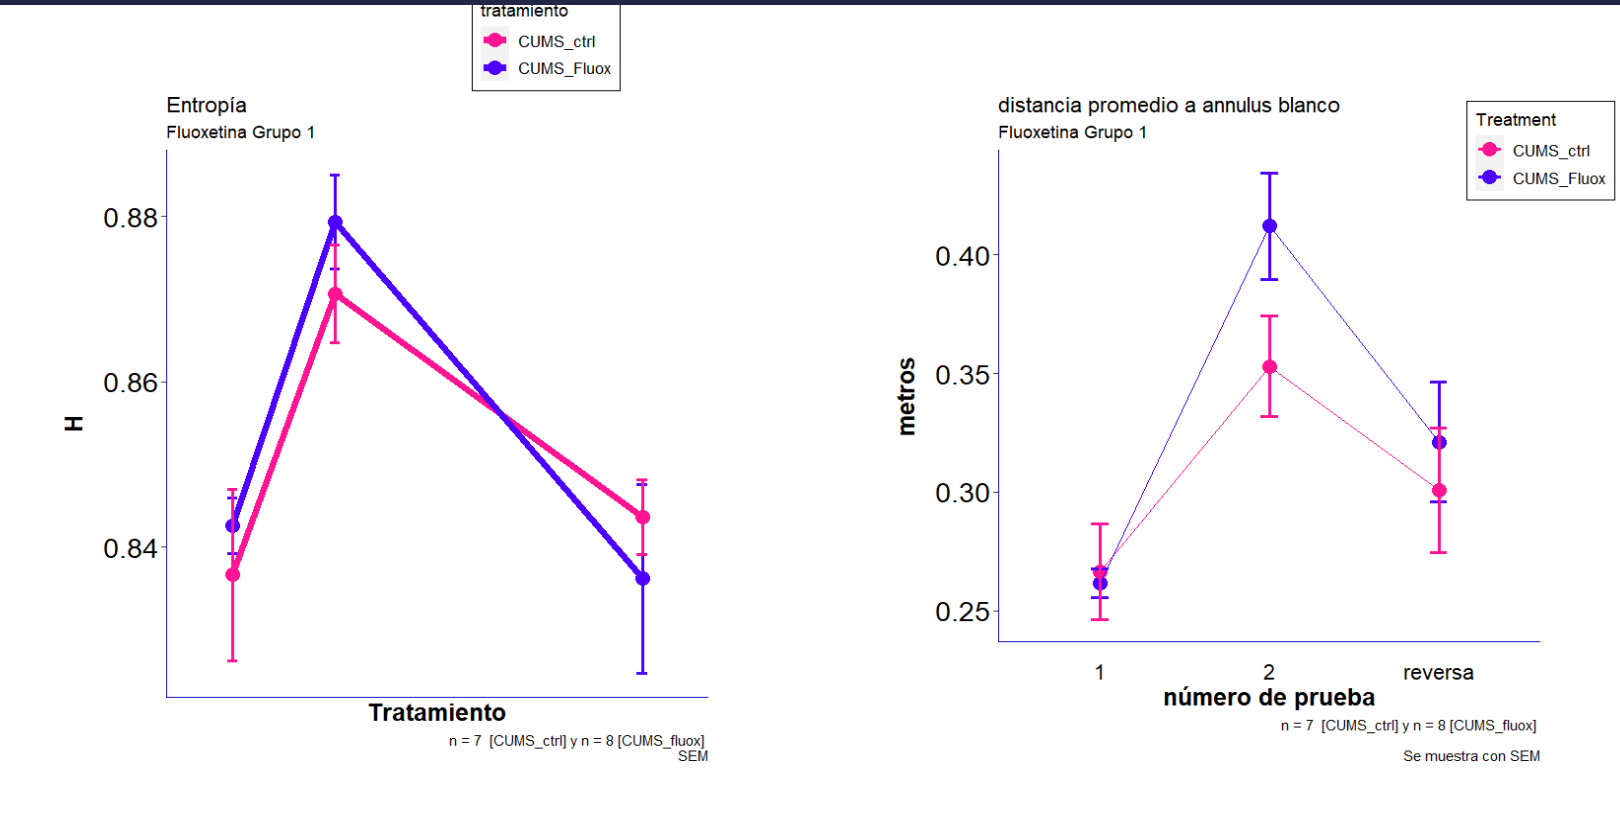 tratamiento
CUMS_ctrl
CUMS_Fluox
Entropía
Fluoxetina Grupo 1
0.88
0.86
0.84
H
Tratamiento
n = 7 [CUMS_ctrl] y n = 8 [CUMS_fluox]
SEM
distancia promedio a annulus blanco
Fluoxetina Grupo 1
Treatment
CUMS_ctrl
CUMS_Fluox
0.40
0.35
0.30
0.25
metros
1 2 reversa
número de prueba
n = 7 [CUMS_ctrl] y n = 8 [CUMS_fluox]
Se muestra con SEM